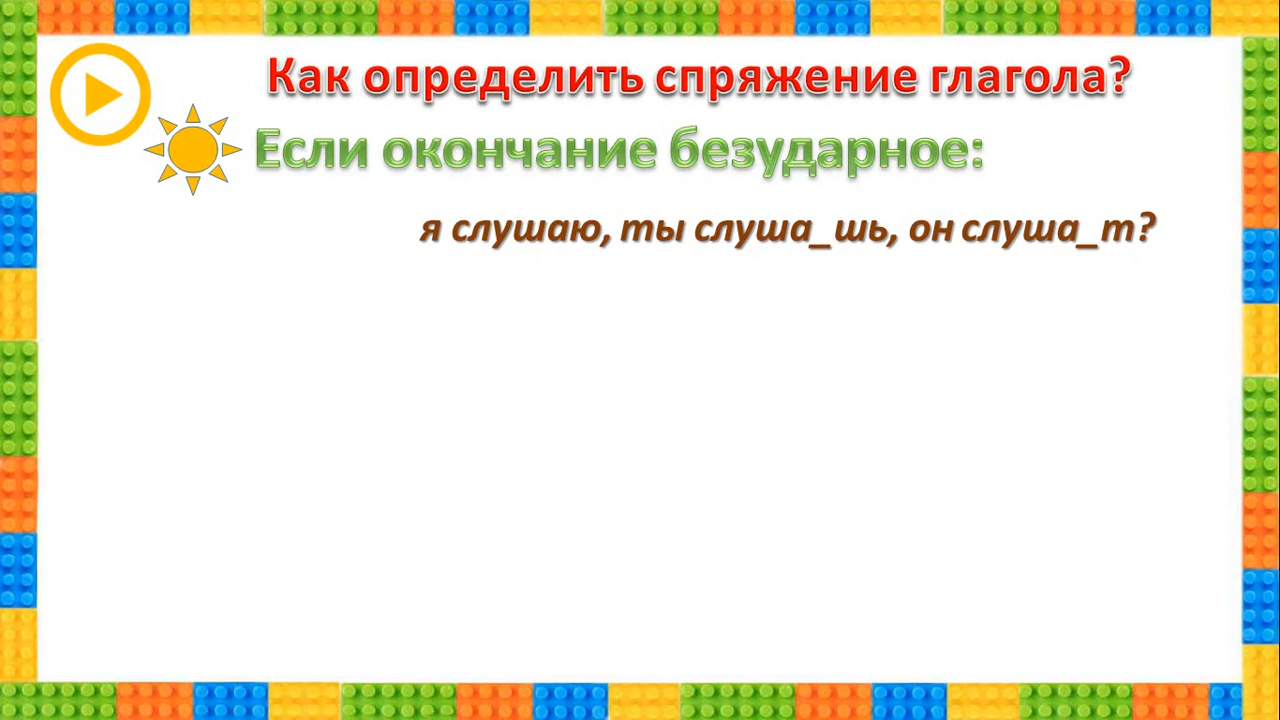 Как определить спряжение глагола?
Если окончание безударное:
я слушаю, ты слуша_шь, он слуша_т?